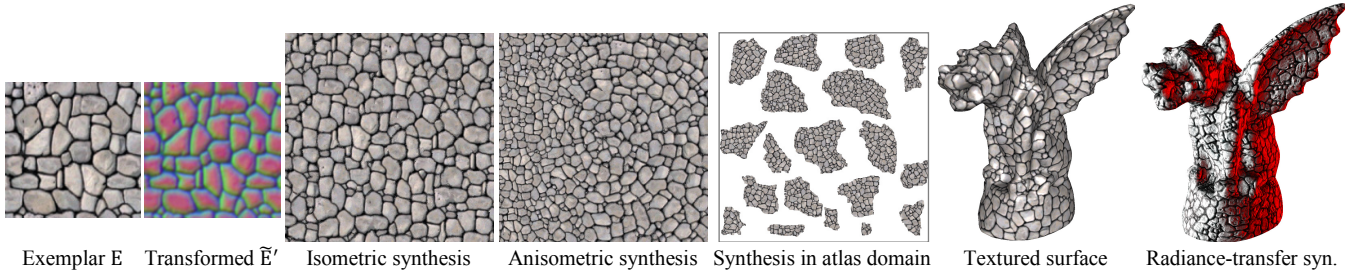 Exemplar E
Transformed Ẽ′
Isometric synthesis
Anisometric synthesis
Synthesis in atlas domain
Textured surface
Radiance-transfer syn.